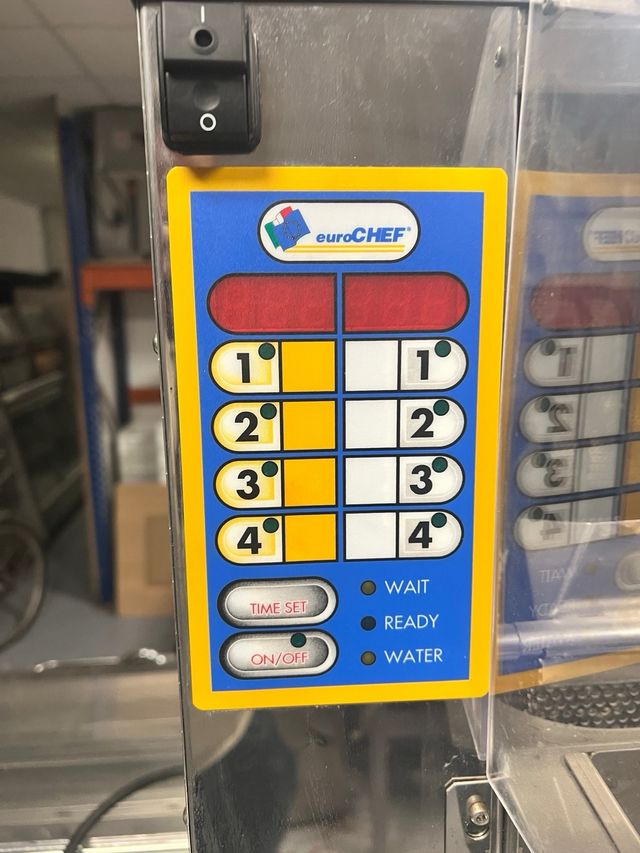 I
O
euroCHEF®
1 1
2 2
3 3
4 4
TIME SET
WAIT
READY
ON/OFF
WATER